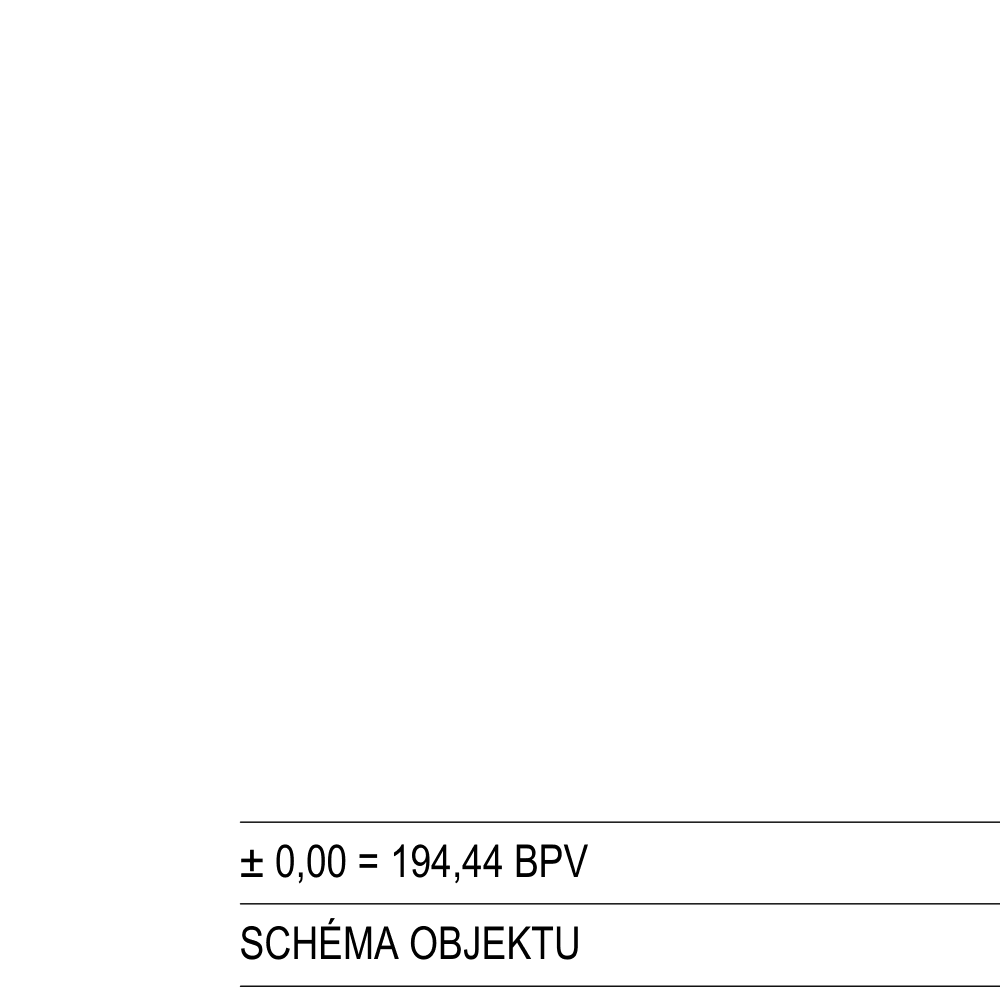 ± 0,00 = 194,44 BPV
SCHÉMA OBJEKTU